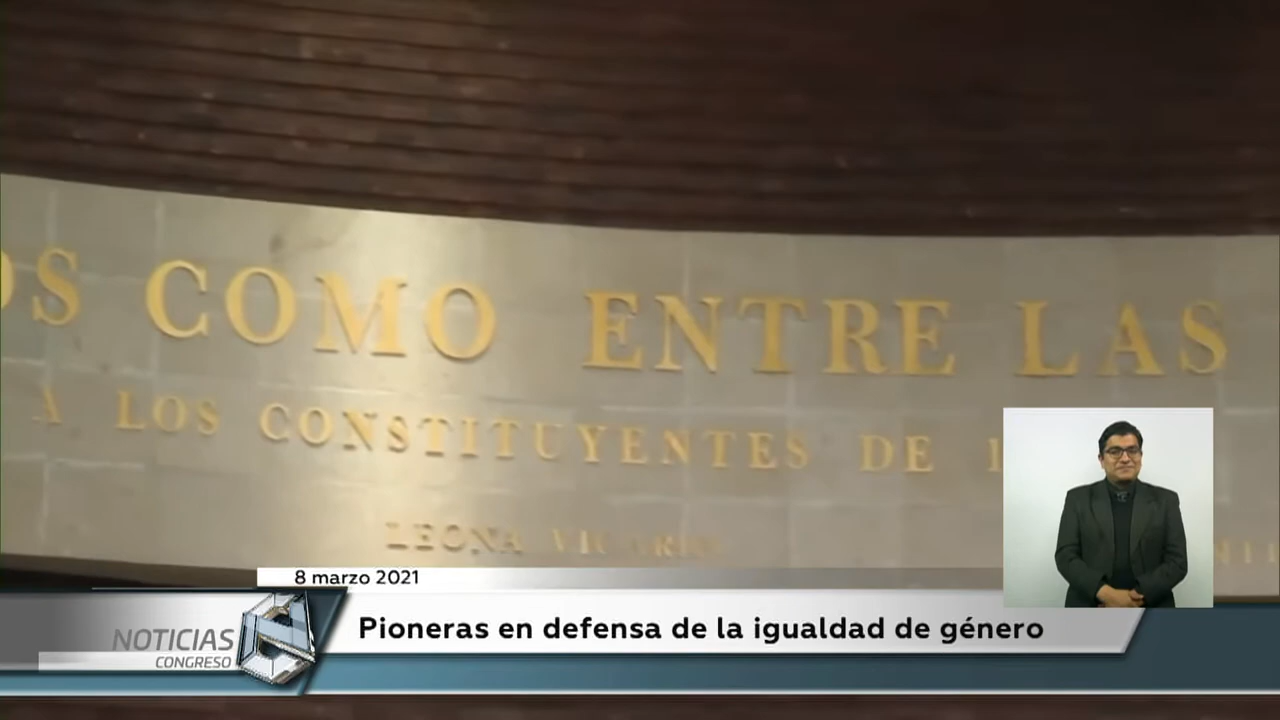 OS COMO ENTRE LAS
A LOS CONSTITUYENTES DE
LEONA VICARIO
8 marzo 2021
NOTICIAS
CONGRESO
Pioneras en defensa de la igualdad de género